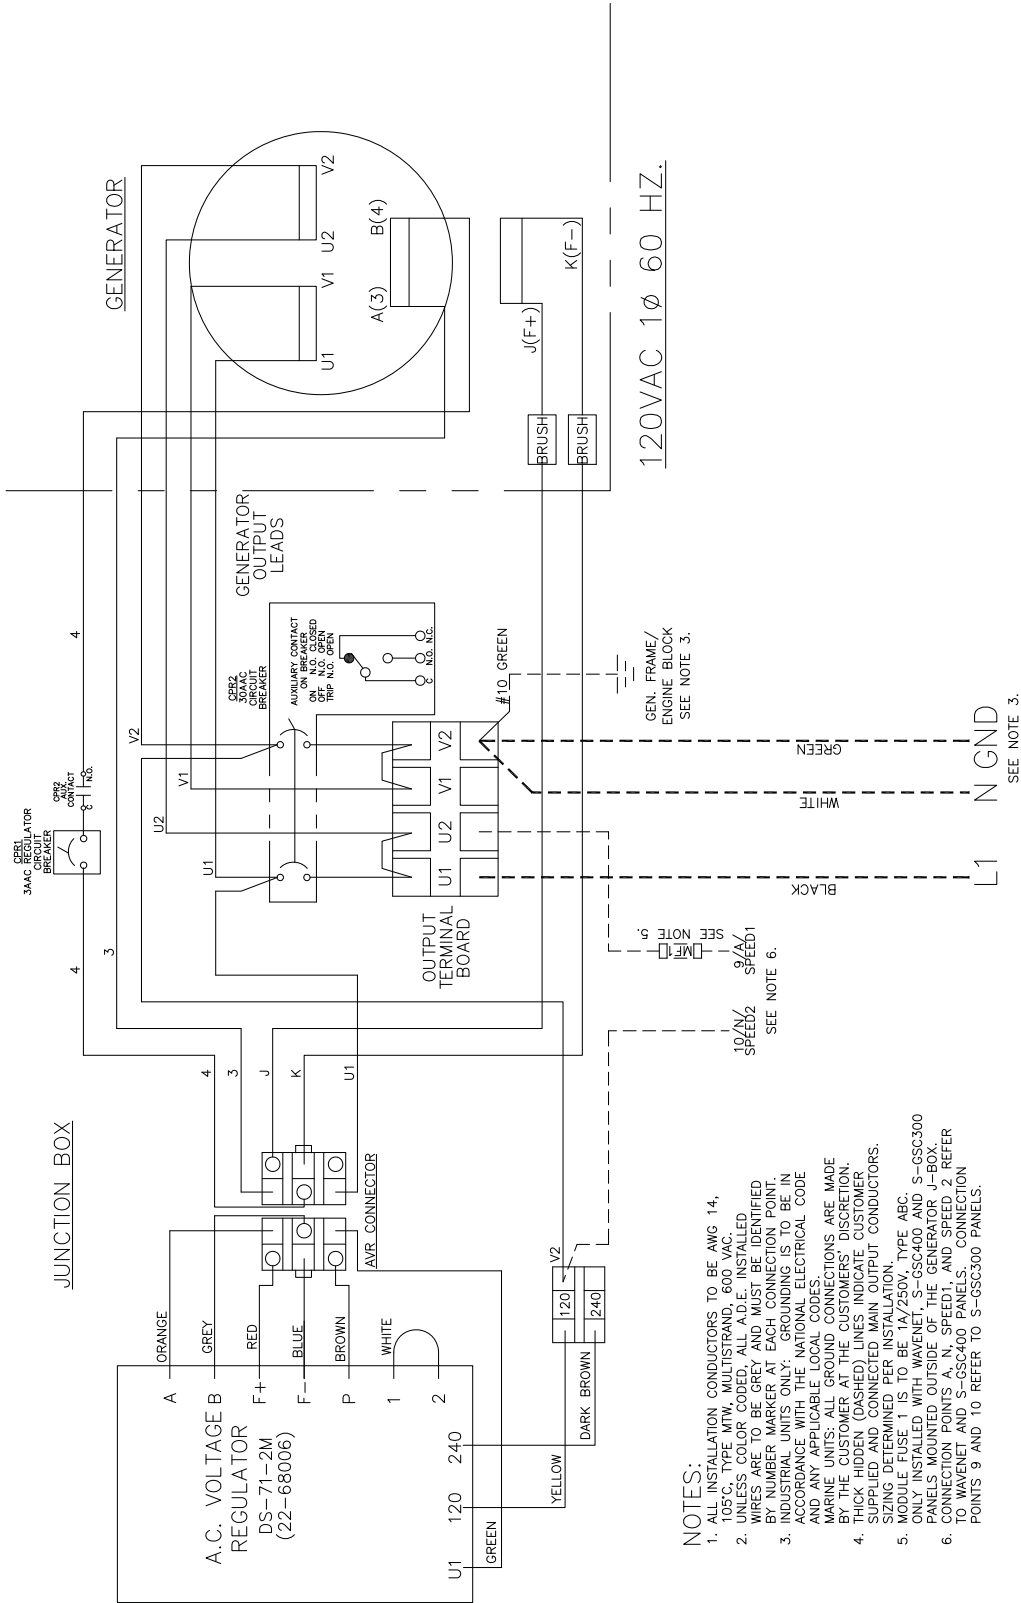 JUNCTION BOX
GENERATOR
A.C. VOLTAGE
REGULATOR
DS-71-2M
(22-68006)
A
B
F+
F-
P
1
2
U1
120
240
ORANGE
GREY
RED
BLUE
BROWN
WHITE
GREEN
YELLOW
DARK BROWN
AVR CONNECTOR
120
240
V2
4
3
J
K
U1
4
3
4
CPR1
3AAC REGULATOR
CIRCUIT
BREAKER
CPR2
AUX.
CONTACT
C
N.O.
U1
U2
V1
V2
CPR2
30AAC
CIRCUIT
BREAKER
AUXILIARY CONTACT
ON BREAKER
ON N.O. CLOSED
OFF N.O. OPEN
TRIP N.O. OPEN
C
N.O.
N.C.
GENERATOR
OUTPUT
LEADS
U1
V1
U2
V2
A(3)
B(4)
J(F+)
K(F-)
BRUSH
BRUSH
120VAC 1Ø 60 HZ.
OUTPUT
TERMINAL
BOARD
U1
U2
V1
V2
#10 GREEN
GEN. FRAME/
ENGINE BLOCK
SEE NOTE 3.
BLACK
WHITE
GREEN
L1
N
GND
SEE NOTE 3.
MF1
SEE NOTE 5.
10/N/
SPEED2
9/A/
SPEED1
SEE NOTE 6.
NOTES:
1. ALL INSTALLATION CONDUCTORS TO BE AWG 14,
105°C, TYPE MTW, MULTISTRAND, 600 VAC.
2. UNLESS COLOR CODED, ALL A.D.E. INSTALLED
WIRES ARE TO BE GREY AND MUST BE IDENTIFIED
BY NUMBER MARKER AT EACH CONNECTION POINT.
3. INDUSTRIAL UNITS ONLY: GROUNDING IS TO BE IN
ACCORDANCE WITH THE NATIONAL ELECTRICAL CODE
AND ANY APPLICABLE LOCAL CODES.
MARINE UNITS: ALL GROUND CONNECTIONS ARE MADE
BY THE CUSTOMER AT THE CUSTOMERS' DISCRETION.
4. THICK HIDDEN (DASHED) LINES INDICATE CUSTOMER
SUPPLIED AND CONNECTED MAIN OUTPUT CONDUCTORS.
SIZING DETERMINED PER INSTALLATION.
5. MODULE FUSE 1 IS TO BE 1A/250V, TYPE ABC.
ONLY INSTALLED WITH WAVENET, S-GSC400 AND S-GSC300
PANELS MOUNTED OUTSIDE OF THE GENERATOR J-BOX.
6. CONNECTION POINTS A, N, SPEED1, AND SPEED 2 REFER
TO WAVENET AND S-GSC400 PANELS. CONNECTION
POINTS 9 AND 10 REFER TO S-GSC300 PANELS.